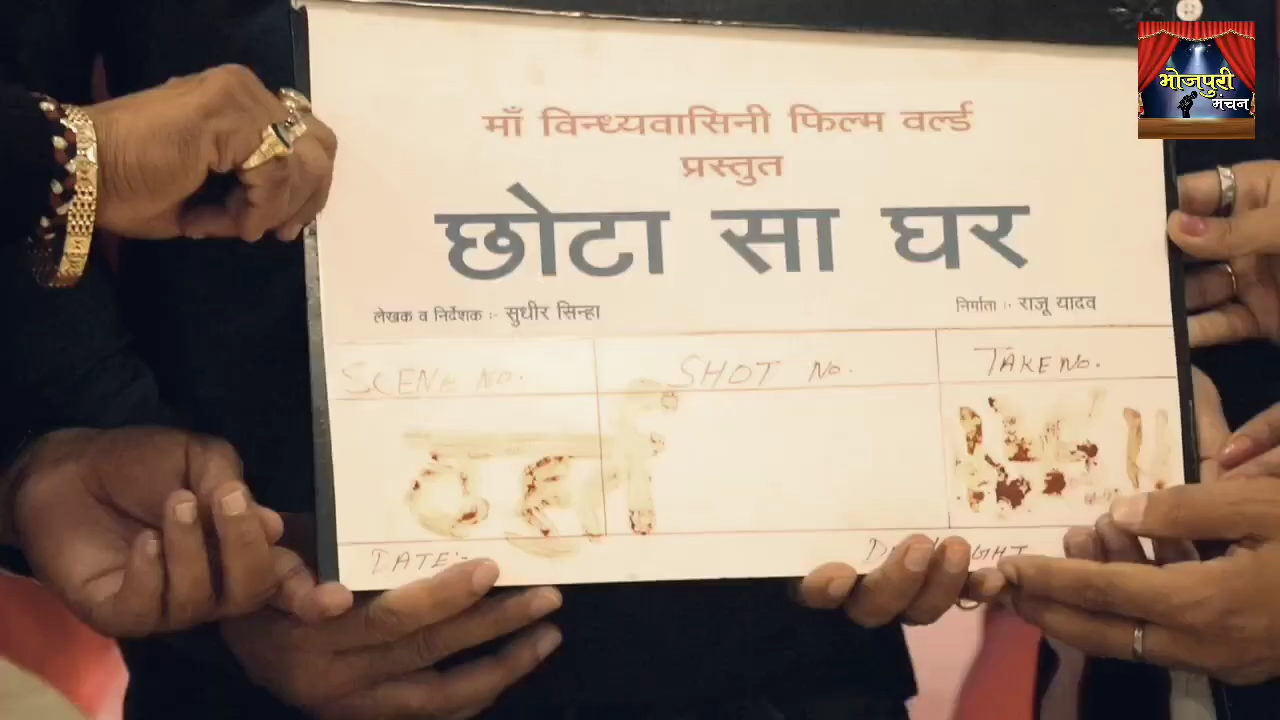 भोजपुरी
मंचन
माँ विन्ध्यवासिनी फिल्म वर्ल्ड
प्रस्तुत
छोटा सा घर
लेखक व निर्देशक :- सुधीर सिन्हा
निर्माता :- राजू यादव
SCENE NO. SHOT No. TAKE No.
DATE:-